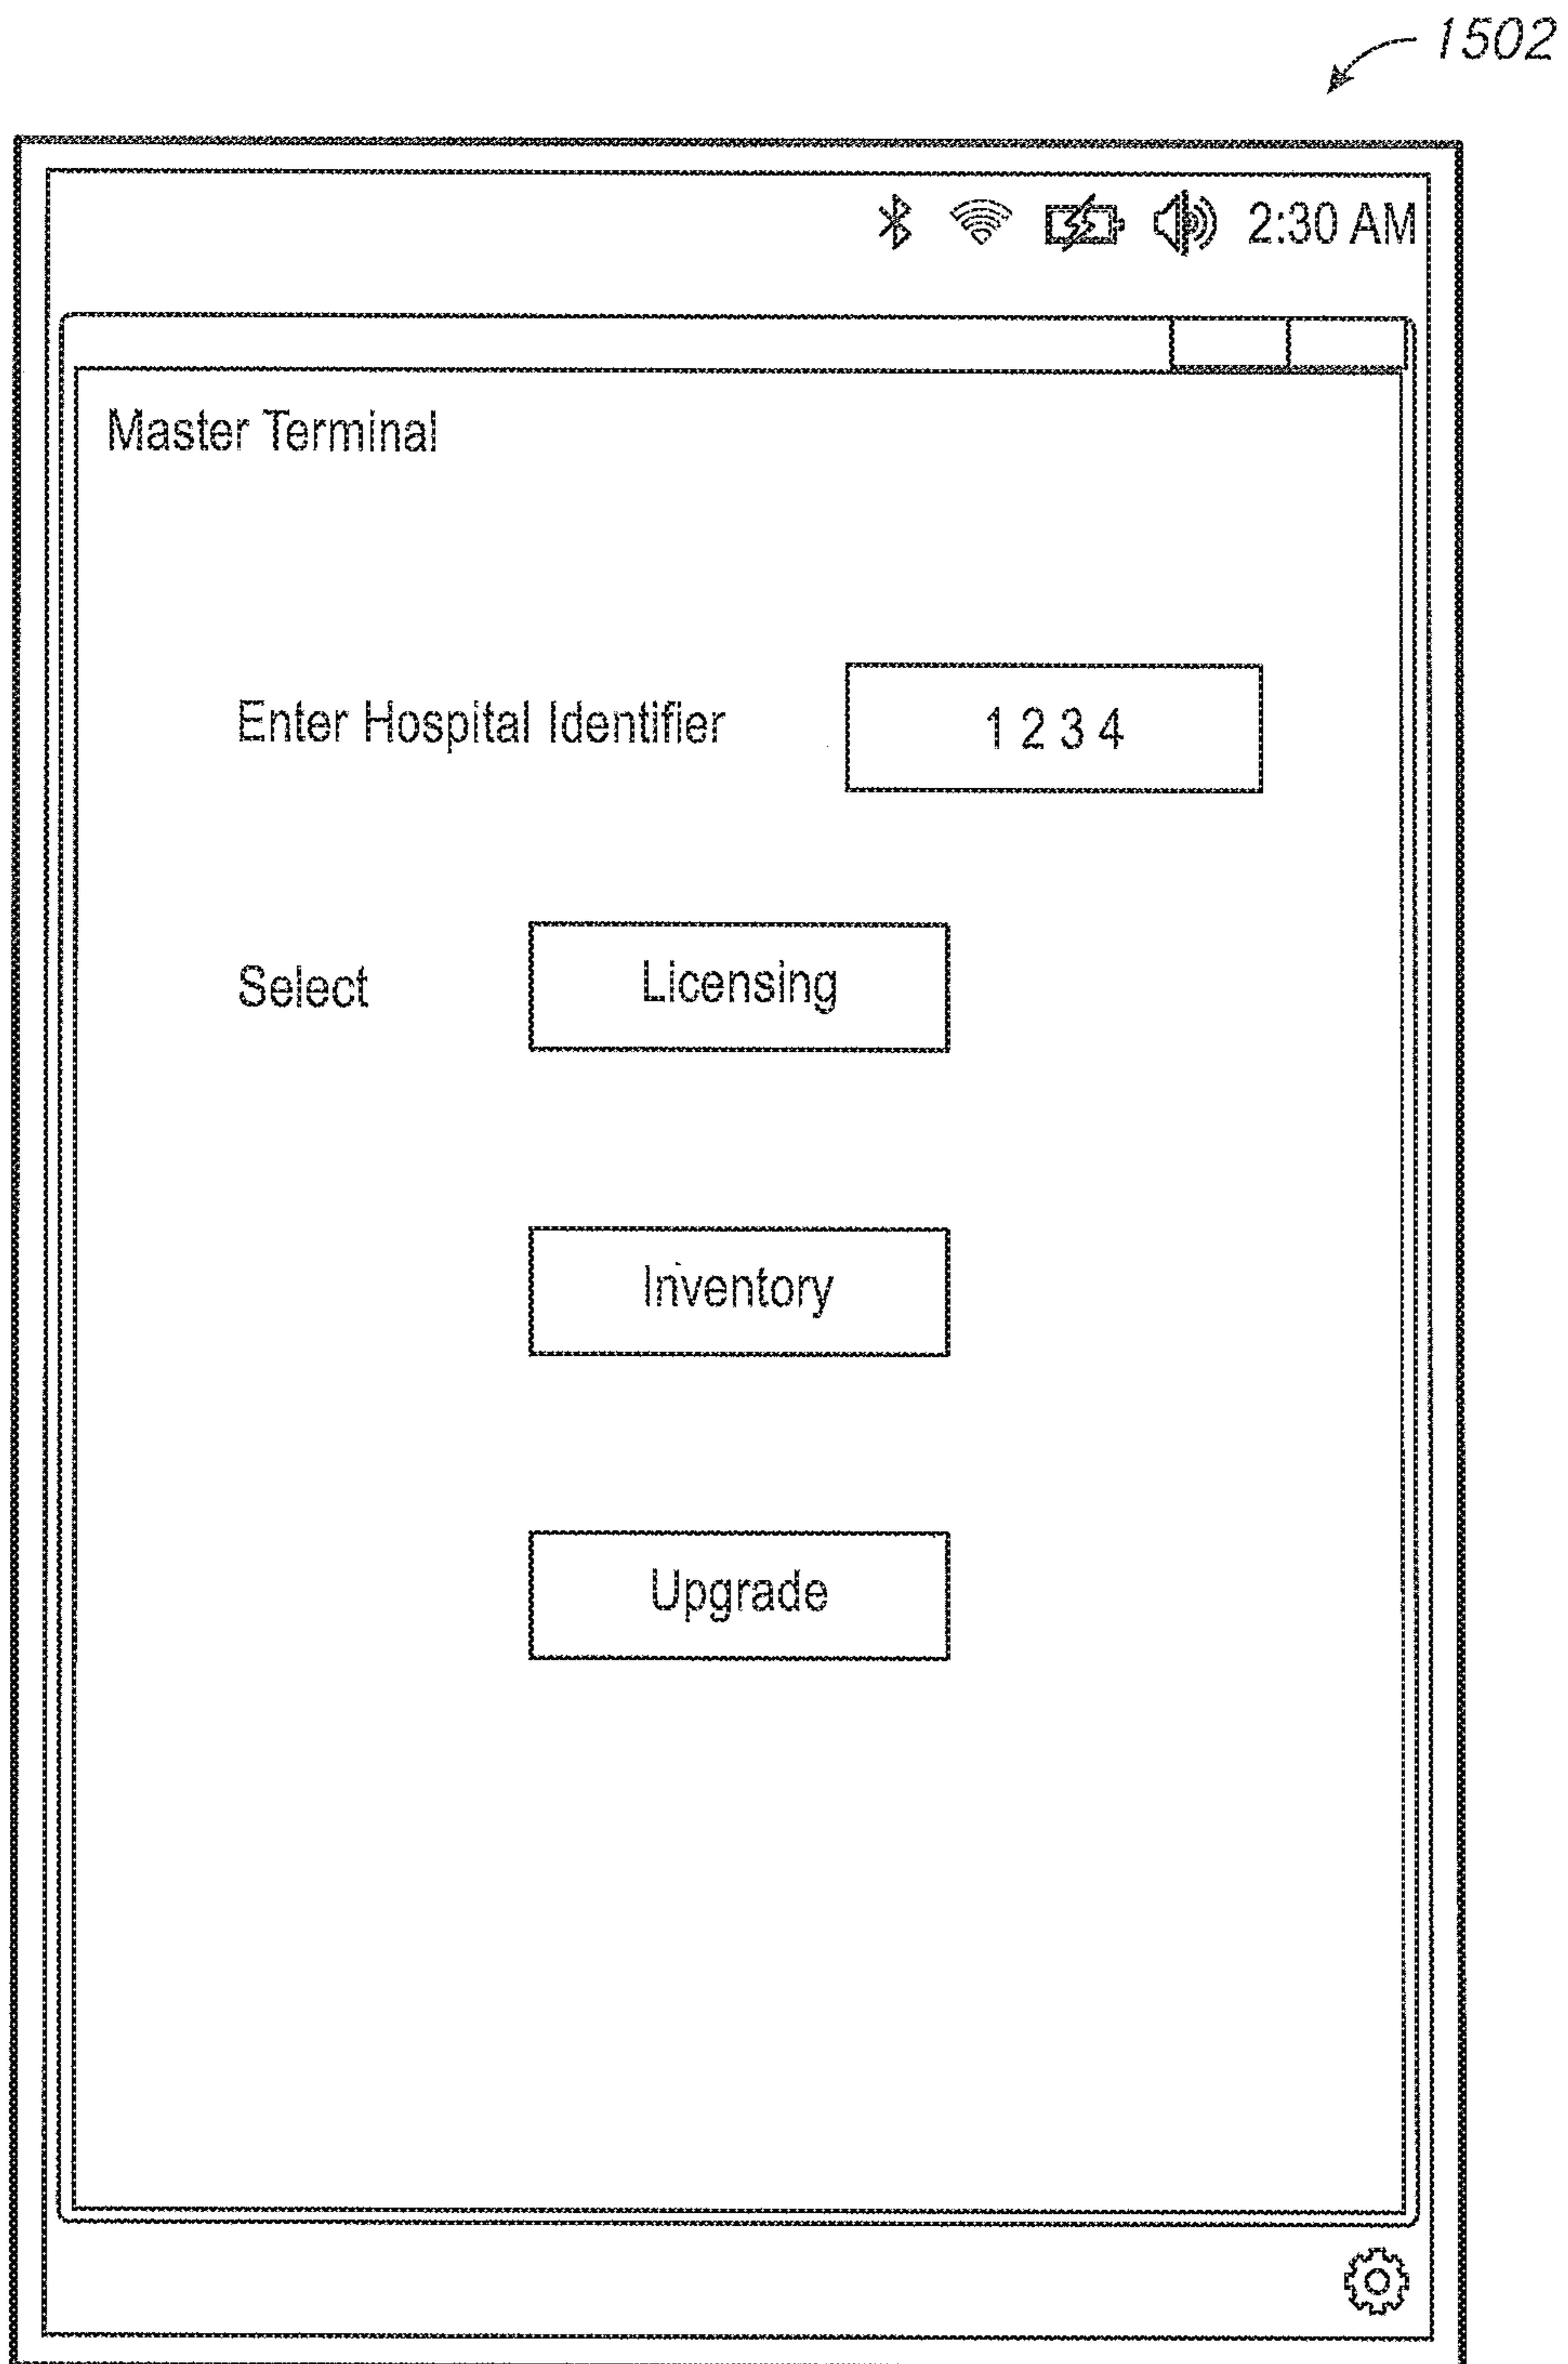 1502
2:30 AM
Master Terminal
Enter Hospital Identifier 1 2 3 4
Select Licensing
Inventory
Upgrade